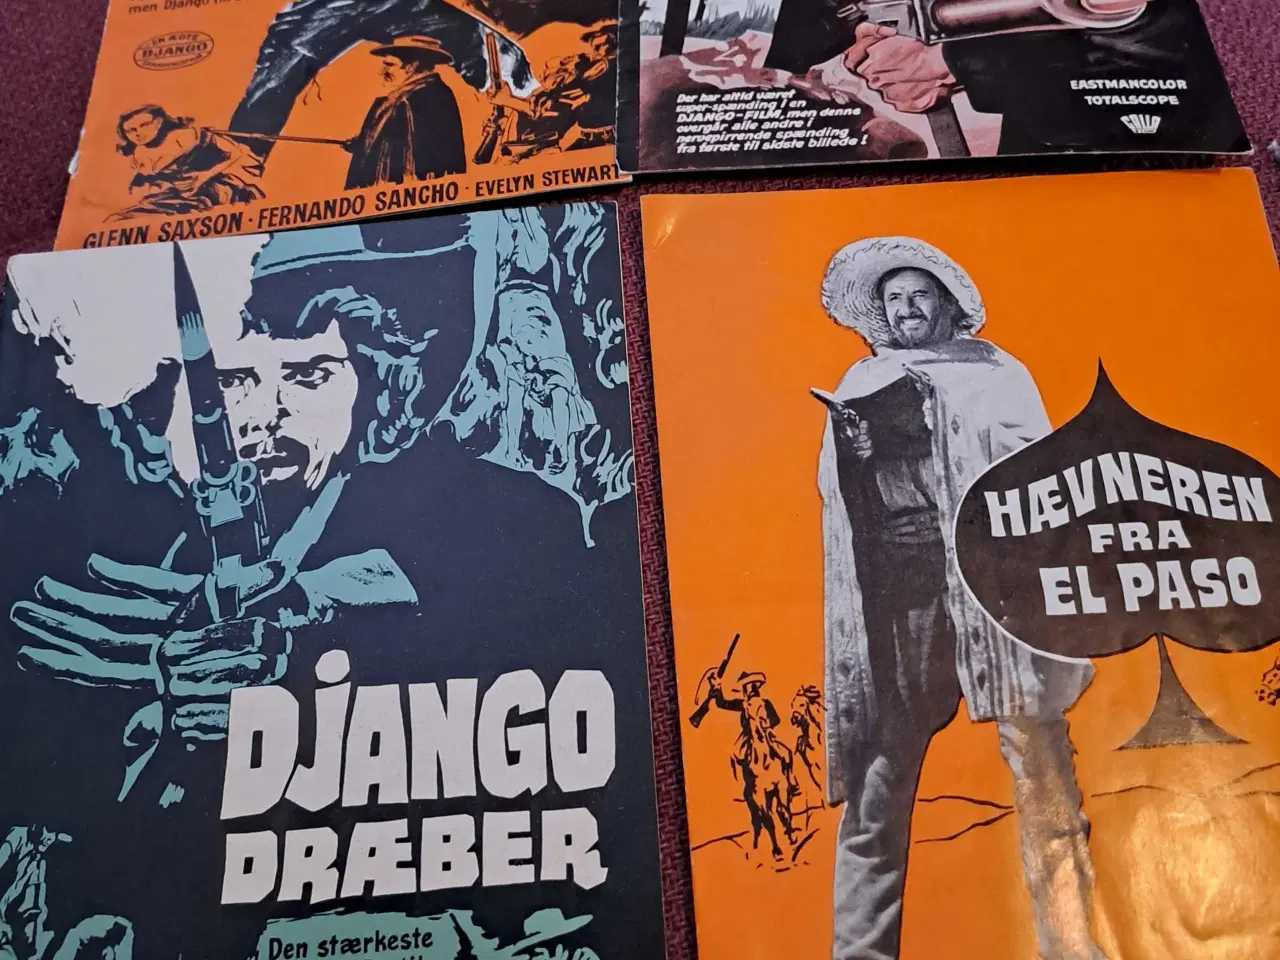 men Django
EN ÆGTE
DJANGO
GLENN SAXSON · FERNANDO SANCHO · EVELYN STEWART
Der har altid været
super-spænding i en
DJANGO-FILM, men denne
overgår alle andre i
nervepirrende spænding
fra første til sidste billede!
EASTMANCOLOR
TOTALSCOPE
DJANGO
DRÆBER
Den stærkeste
HÆVNEREN
FRA
EL PASO